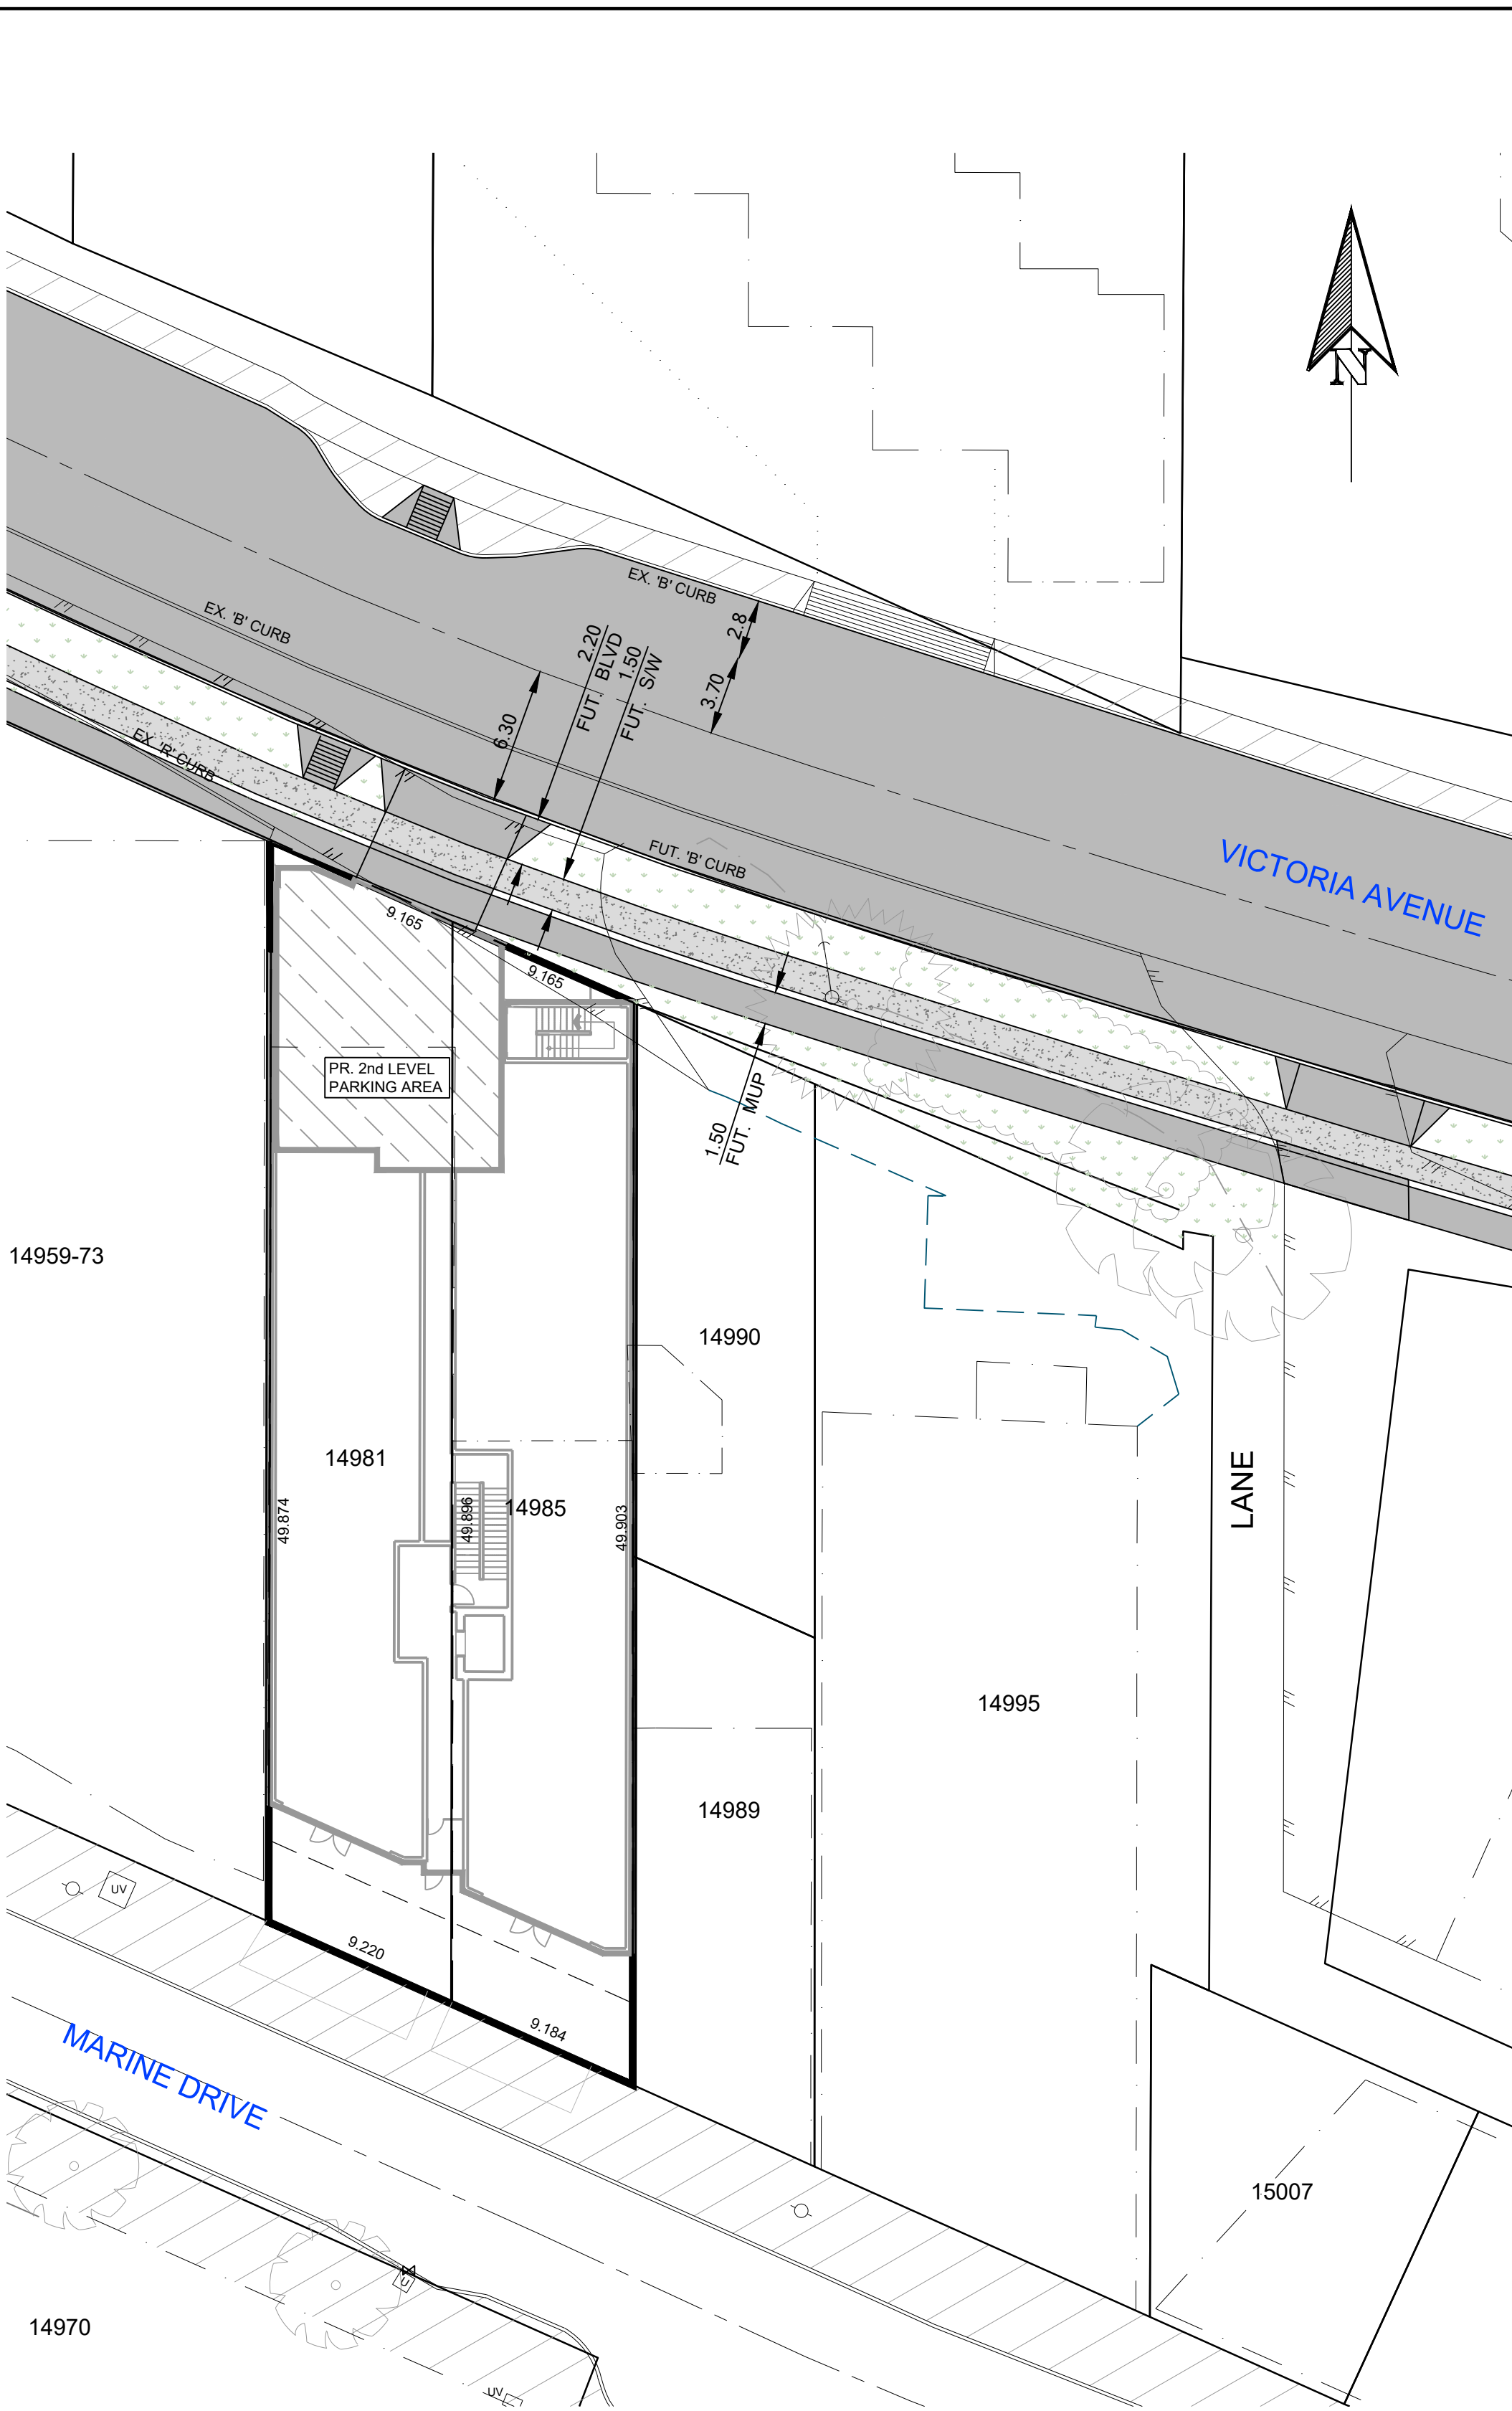 N
EX. 'B' CURB
2.8
EX. 'B' CURB
2.20
FUT. BLVD
1.50
FUT. S/W
3.70
6.30
EX. 'R' CURB
FUT. 'B' CURB
VICTORIA AVENUE
9.165
9.165
PR. 2nd LEVEL
PARKING AREA
1.50
FUT. MUP
14959-73
14990
14981
14985
49.874
49.896
49.903
LANE
14995
14989
UV
9.220
9.184
MARINE DRIVE
15007
U
14970
UV